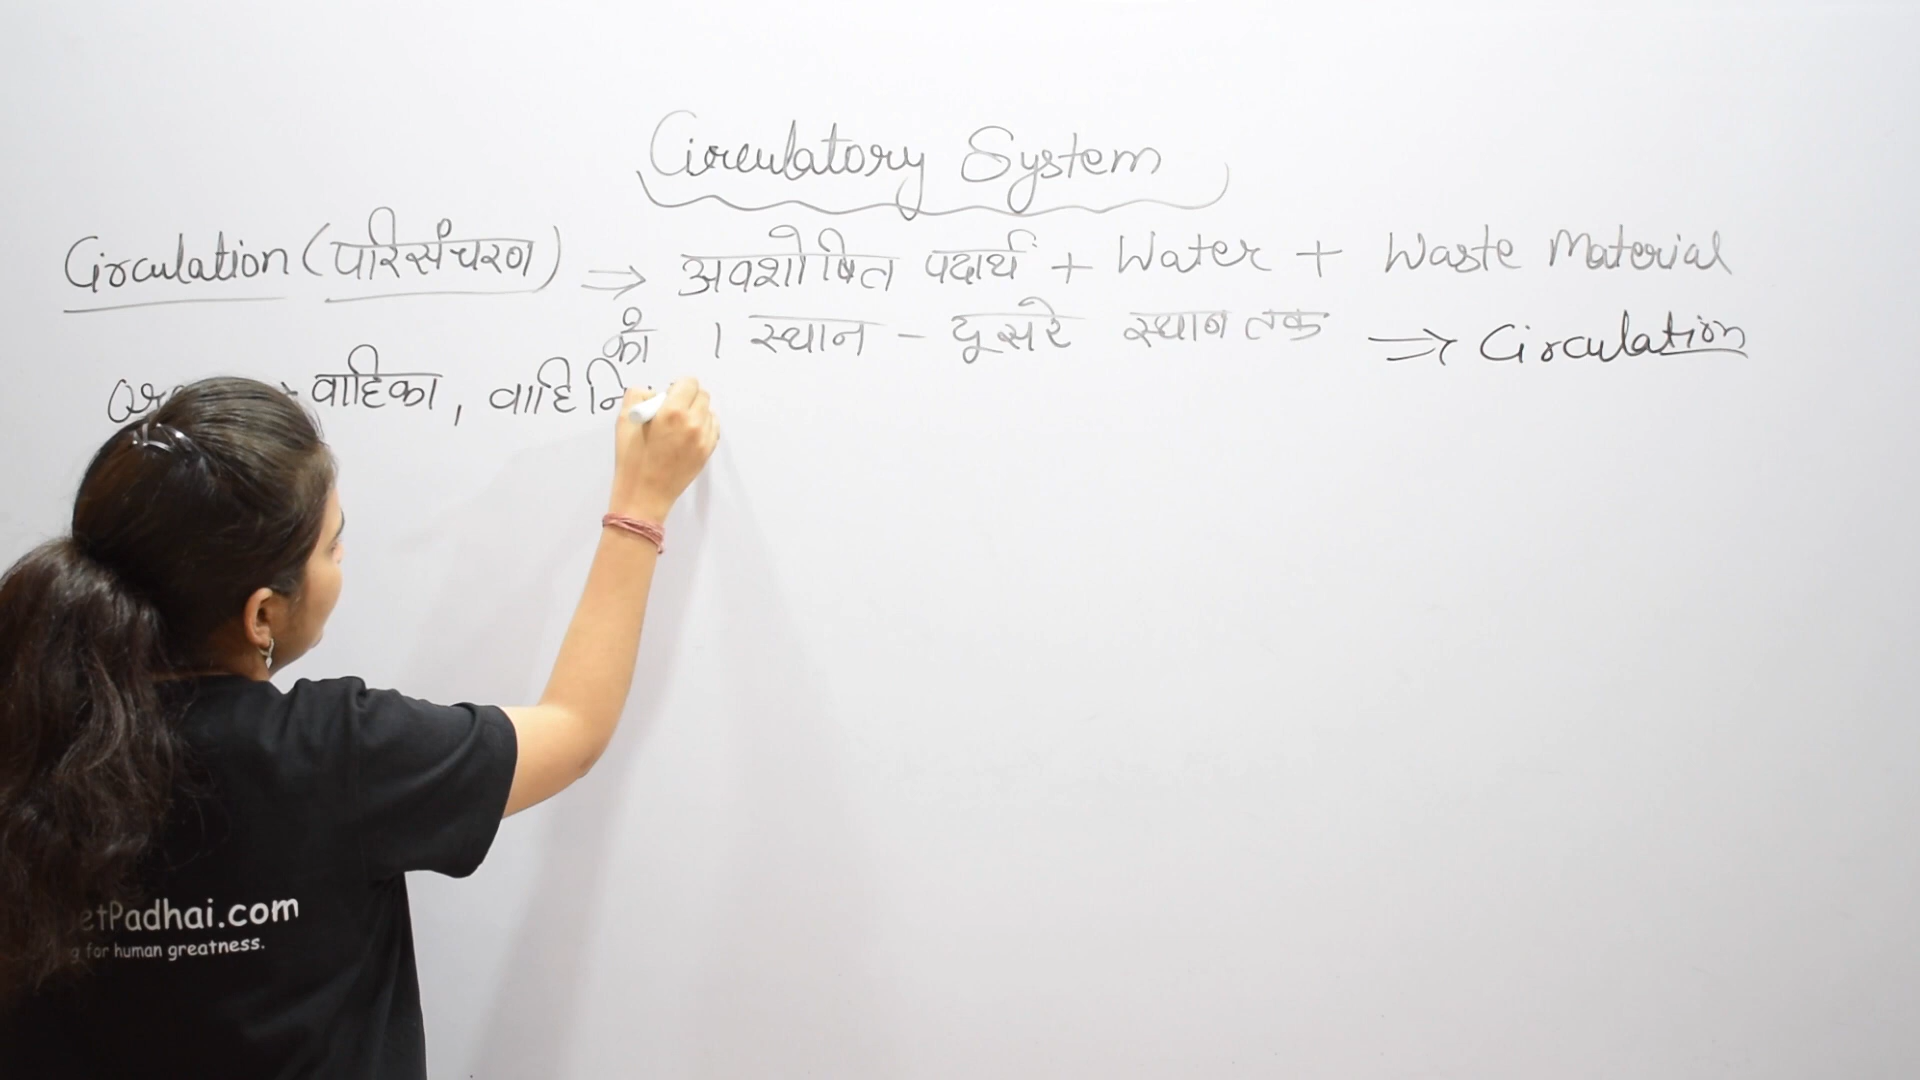 Circulatory System
Circulation (परिसंचरण) ⇒ अवशोषित पदार्थ + Water + Waste Material
को 1 स्थान - दूसरे स्थान तक ⇒ Circulation
वाहिका, वाहिनि
etPadhai.com
for human greatness.